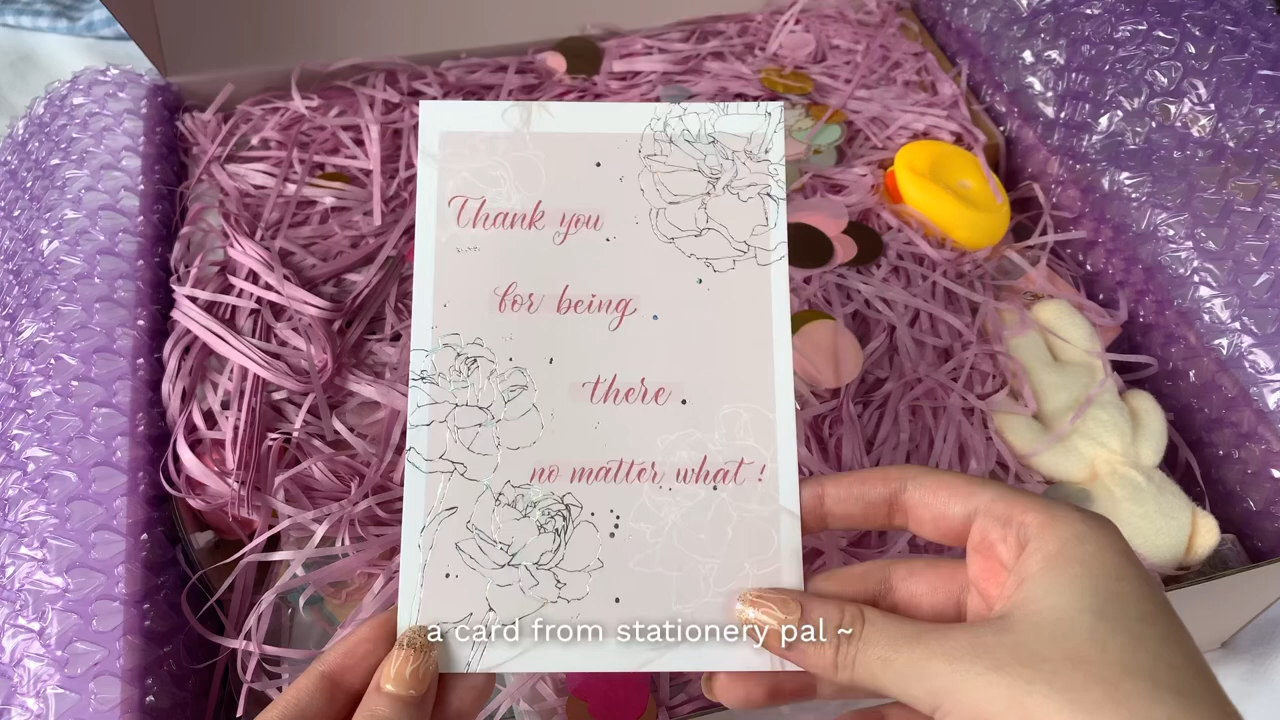 Thank you
for being
there
no matter what !
a card from stationery pal ~